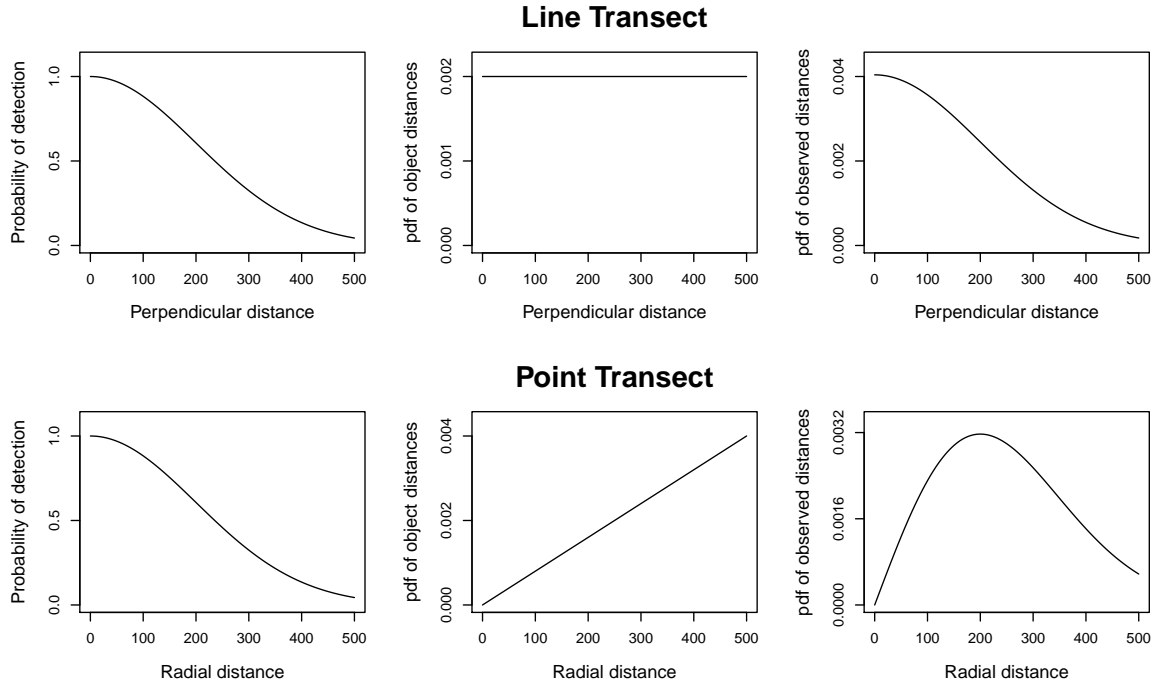 Line Transect
Probability of detection
0.0
0.5
1.0
0 100 200 300 400 500
Perpendicular distance
pdf of object distances
0.000
0.001
0.002
0 100 200 300 400 500
Perpendicular distance
pdf of observed distances
0.000
0.002
0.004
0 100 200 300 400 500
Perpendicular distance
Point Transect
Probability of detection
0.0
0.5
1.0
0 100 200 300 400 500
Radial distance
pdf of object distances
0.000
0.002
0.004
0 100 200 300 400 500
Radial distance
pdf of observed distances
0.0000
0.0016
0.0032
0 100 200 300 400 500
Radial distance